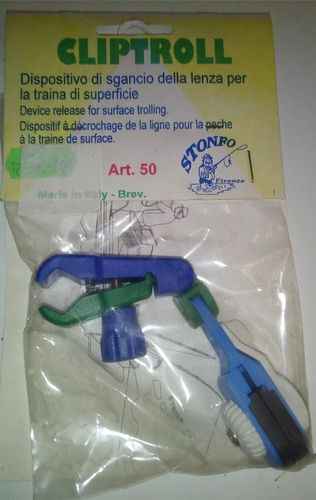 CLIPTROLL
Dispositivo di sgancio della lenza per
la traina di superficie
Device release for surface trolling.
Dispositif à décrochage de la ligne pour la peche
à la traine de surface.
STONFO
Firenze
Art. 50
Made in Italy - Brev.